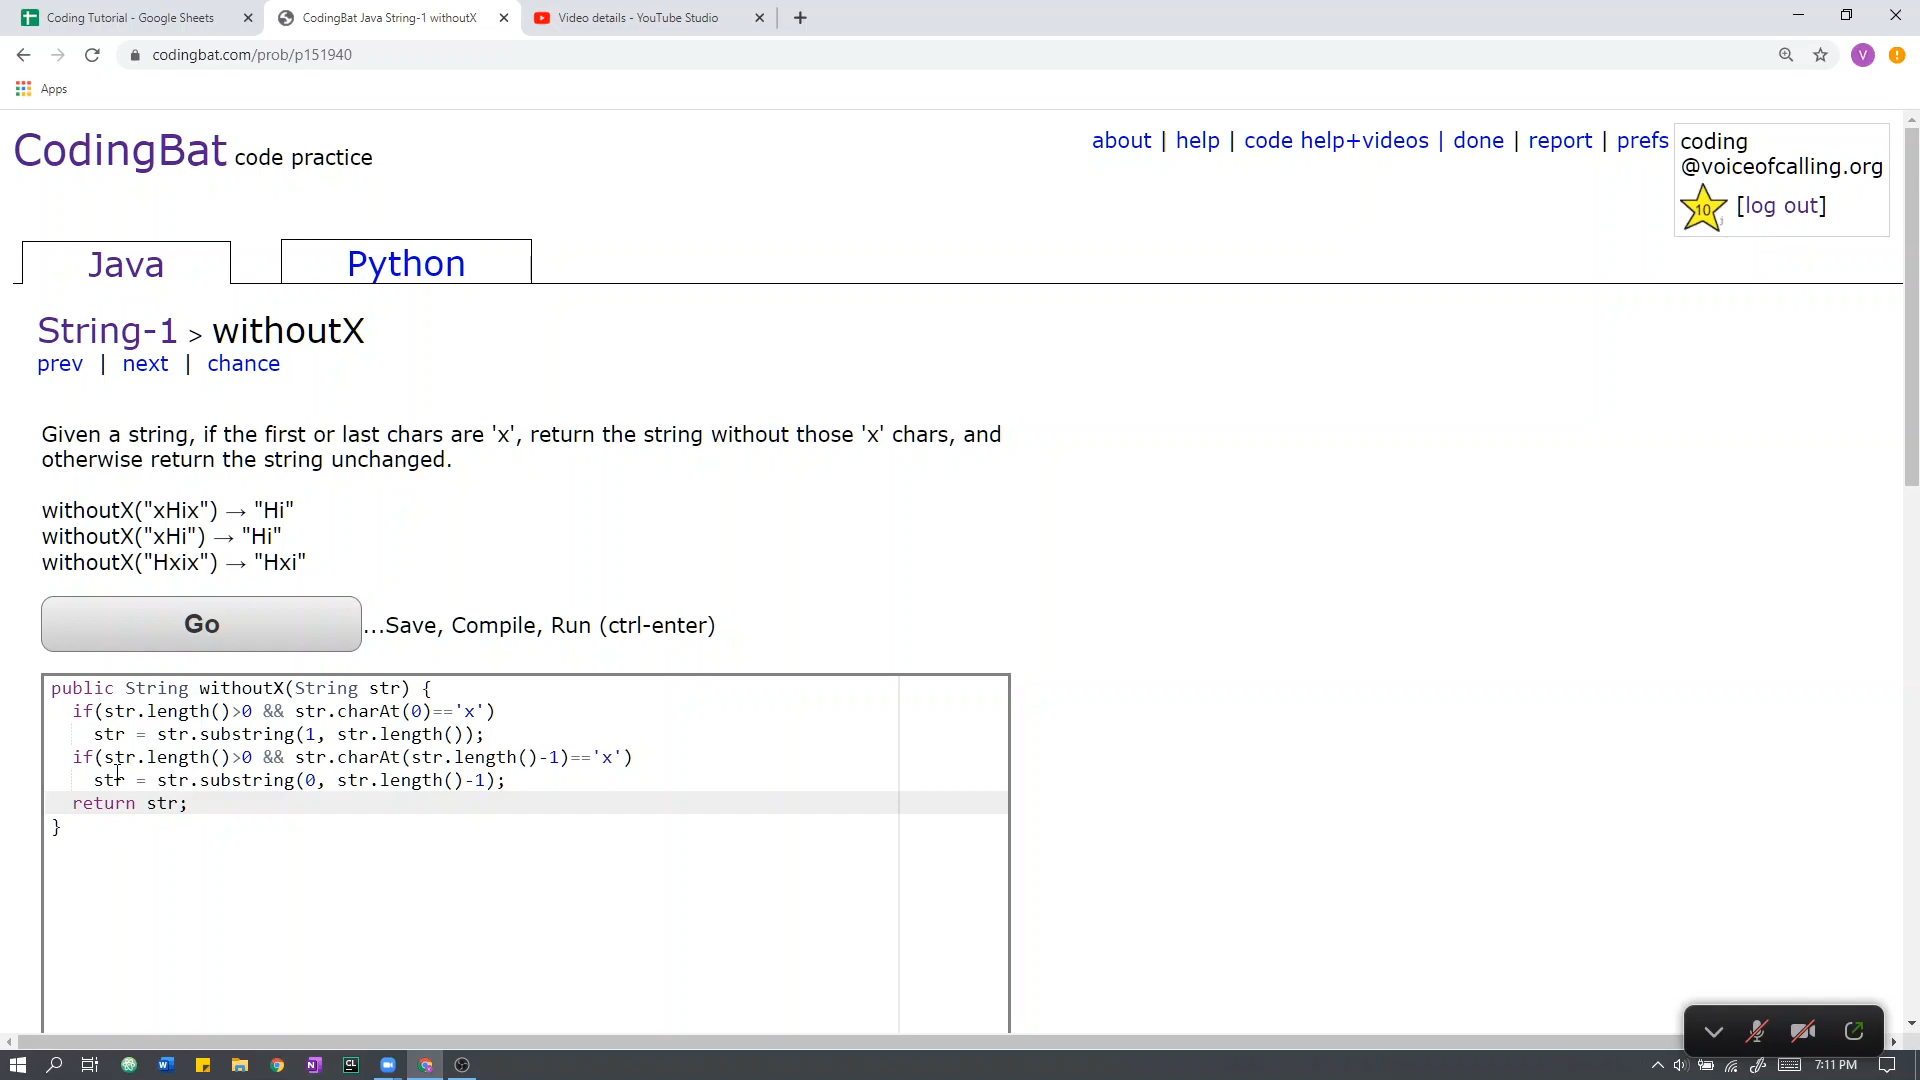 Coding Tutorial - Google Sheets
CodingBat Java String-1 withoutX
Video details - YouTube Studio
codingbat.com/prob/p151940
V
Apps
CodingBat code practice
about | help | code help+videos | done | report | prefs
coding
@voiceofcalling.org
10
j
[log out]
Java
Python
String-1 > withoutX
prev | next | chance
Given a string, if the first or last chars are 'x', return the string without those 'x' chars, and
otherwise return the string unchanged.
withoutX("xHix") → "Hi"
withoutX("xHi") → "Hi"
withoutX("Hxix") → "Hxi"
Go
...Save, Compile, Run (ctrl-enter)
public String withoutX(String str) {
if(str.length()>0 && str.charAt(0)=='x')
str = str.substring(1, str.length());
if(str.length()>0 && str.charAt(str.length()-1)=='x')
str = str.substring(0, str.length()-1);
return str;
}
7:11 PM